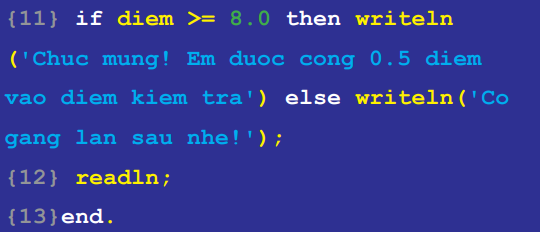 {11} if diem >= 8.0 then writeln
('Chuc mung! Em duoc cong 0.5 diem
vao diem kiem tra') else writeln('Co
gang lan sau nhe!');
{12} readln;
{13}end.